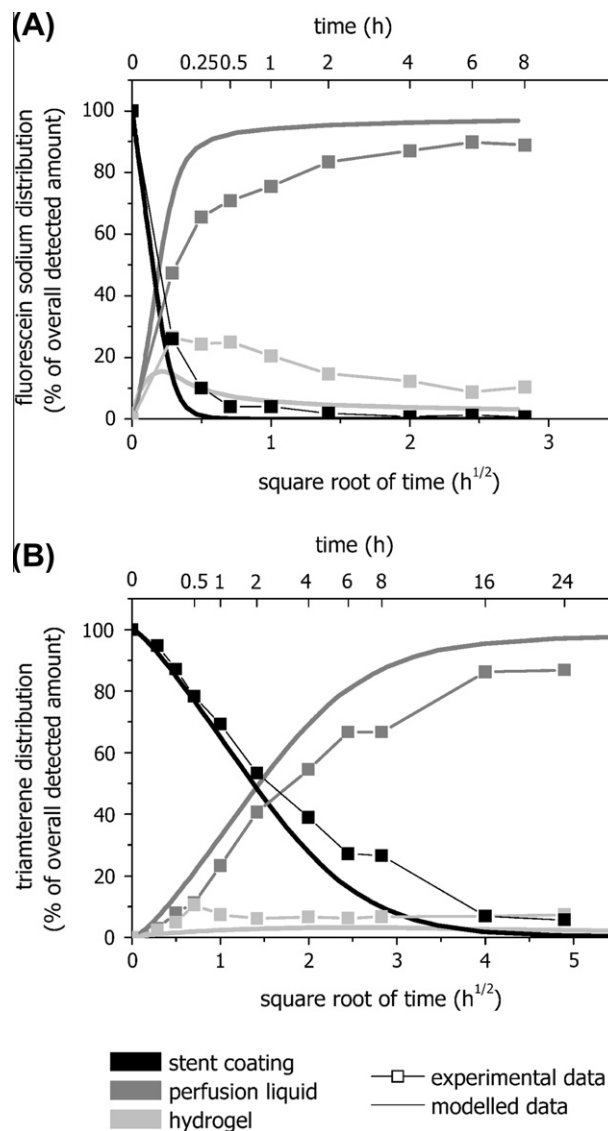 (A)
time (h)
0 0.25 0.5 1 2 4 6 8
fluorescein sodium distribution
(% of overall detected amount)
100
80
60
40
20
0
0 1 2 3
square root of time (h1/2)
(B)
time (h)
0 0.5 1 2 4 6 8 16 24
triamterene distribution
(% of overall detected amount)
100
80
60
40
20
0
0 1 2 3 4 5
square root of time (h1/2)
stent coating
perfusion liquid
hydrogel
experimental data
modelled data